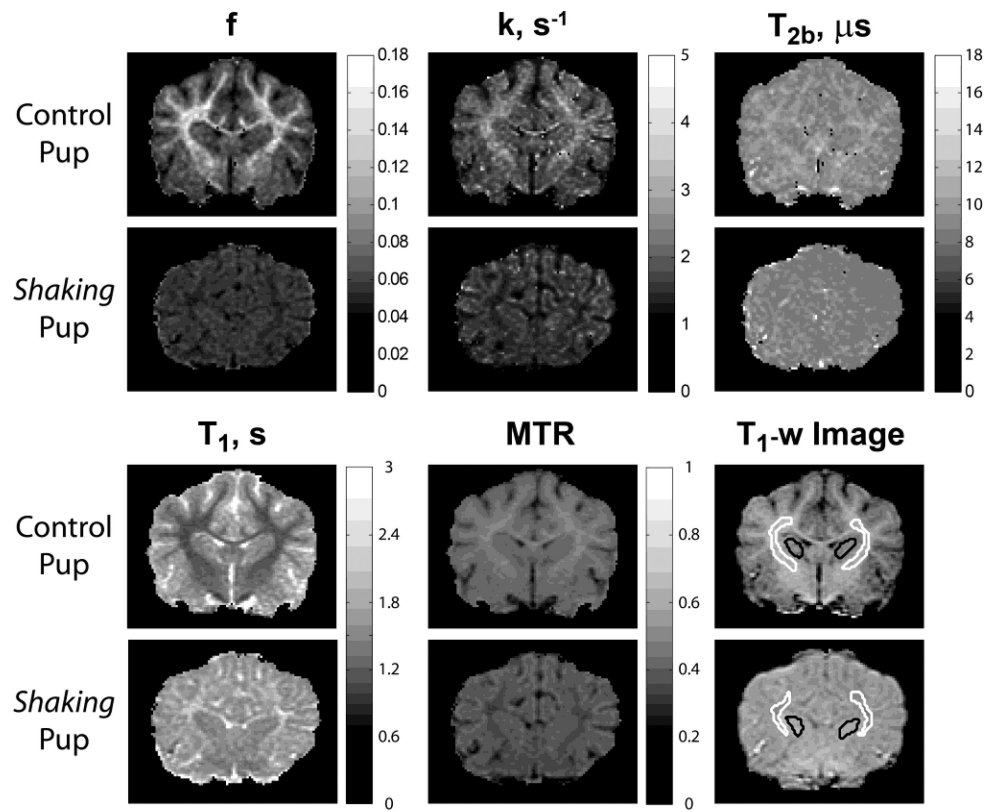 f
k, s-1
T2b, μs
Control
Pup
0.18
0.16
0.14
0.12
0.1
0.08
0.06
0.04
0.02
0
5
4
3
2
1
0
18
16
14
12
10
8
6
4
2
0
Shaking
Pup
T1, s
MTR
T1-w Image
Control
Pup
3
2.4
1.8
1.2
0.6
0
1
0.8
0.6
0.4
0.2
0
Shaking
Pup